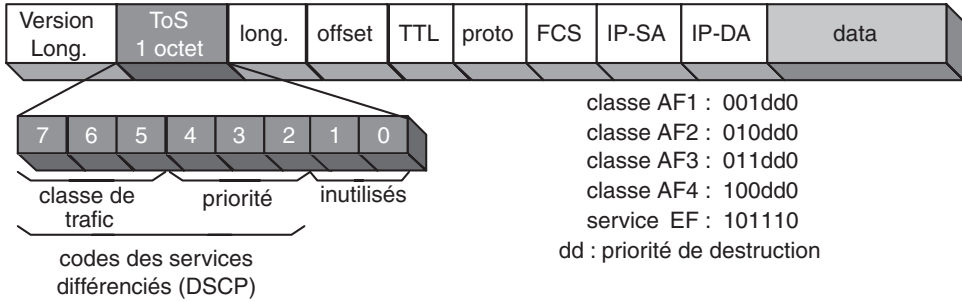 Version Long.
ToS 1 octet
long.
offset
TTL
proto
FCS
IP-SA
IP-DA
data
7 6 5 4 3 2 1 0
classe de trafic
priorité
inutilisés
codes des services
différenciés (DSCP)
classe AF1 : 001dd0
classe AF2 : 010dd0
classe AF3 : 011dd0
classe AF4 : 100dd0
service EF : 101110
dd : priorité de destruction